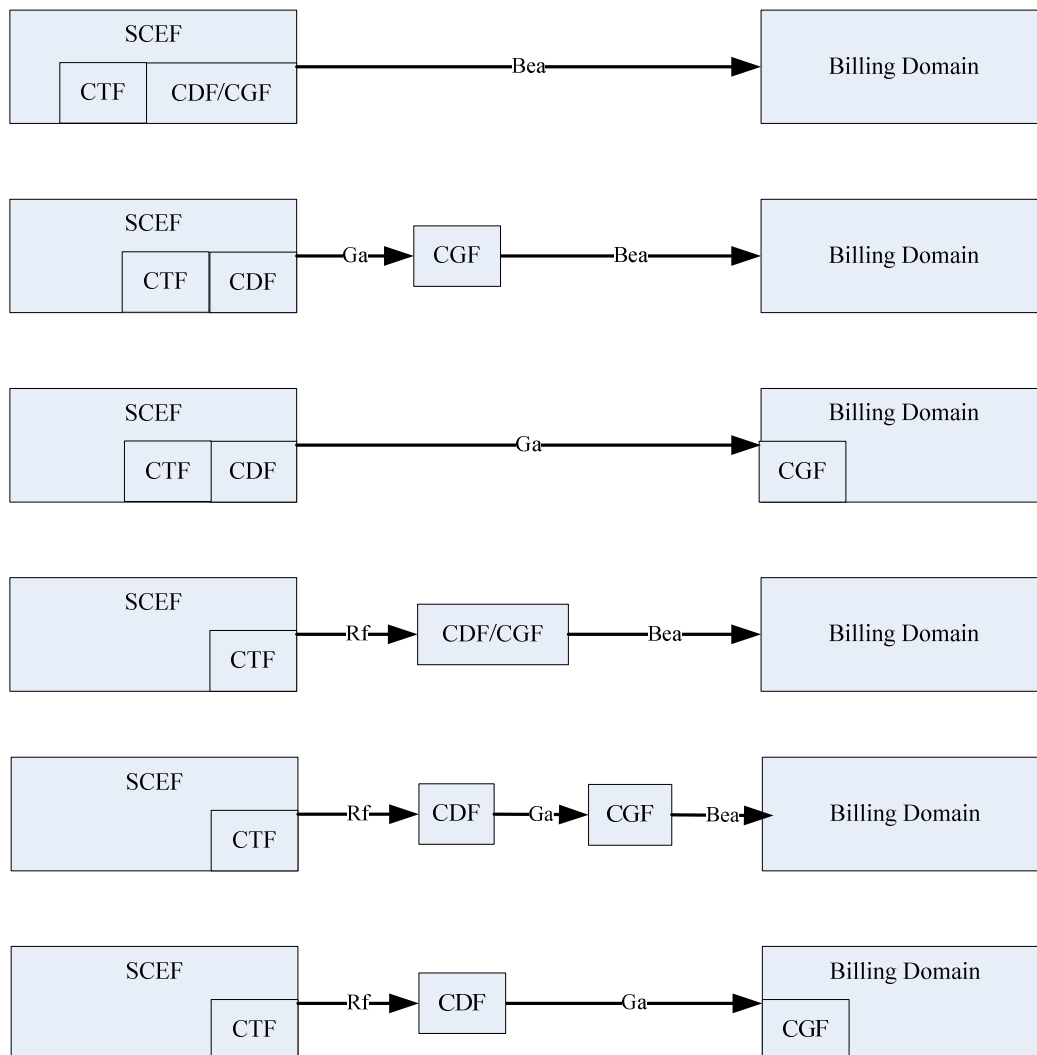 SCEF
CTF
CDF/CGF
Bea
Billing Domain
SCEF
CTF
CDF
Ga
CGF
Bea
Billing Domain
SCEF
CTF
CDF
Ga
Billing Domain
CGF
SCEF
CTF
Rf
CDF/CGF
Bea
Billing Domain
SCEF
CTF
Rf
CDF
Ga
CGF
Bea
Billing Domain
SCEF
CTF
Rf
CDF
Ga
Billing Domain
CGF